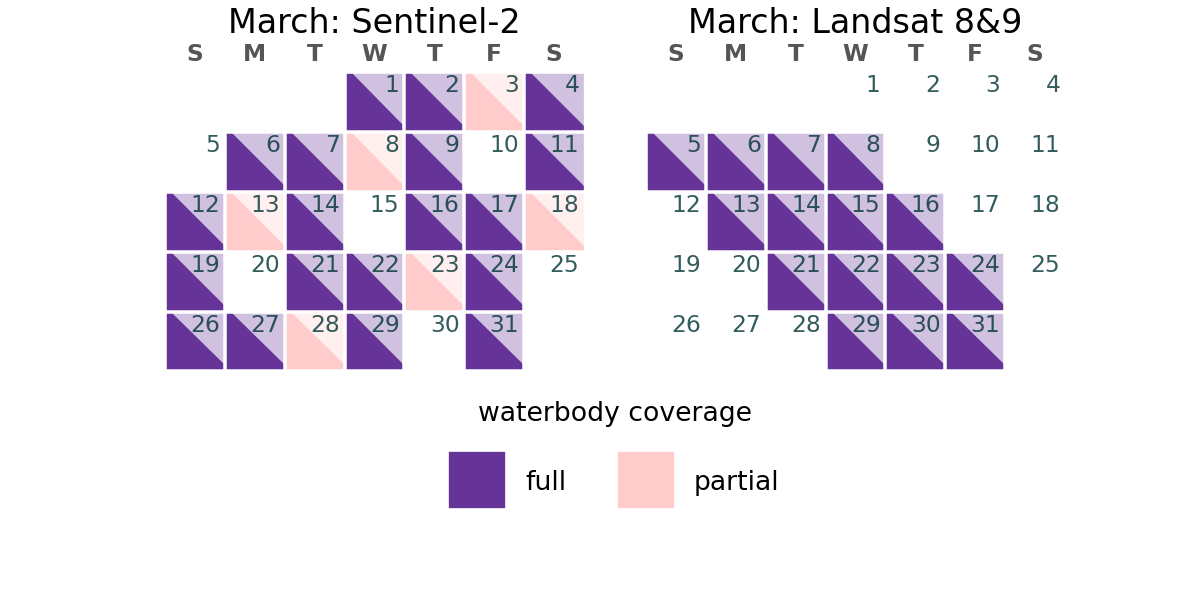 March: Sentinel-2
S M T W T F S
1 2 3 4
5 6 7 8 9 10 11
12 13 14 15 16 17 18
19 20 21 22 23 24 25
26 27 28 29 30 31
March: Landsat 8&9
S M T W T F S
1 2 3 4
5 6 7 8 9 10 11
12 13 14 15 16 17 18
19 20 21 22 23 24 25
26 27 28 29 30 31
waterbody coverage
full partial